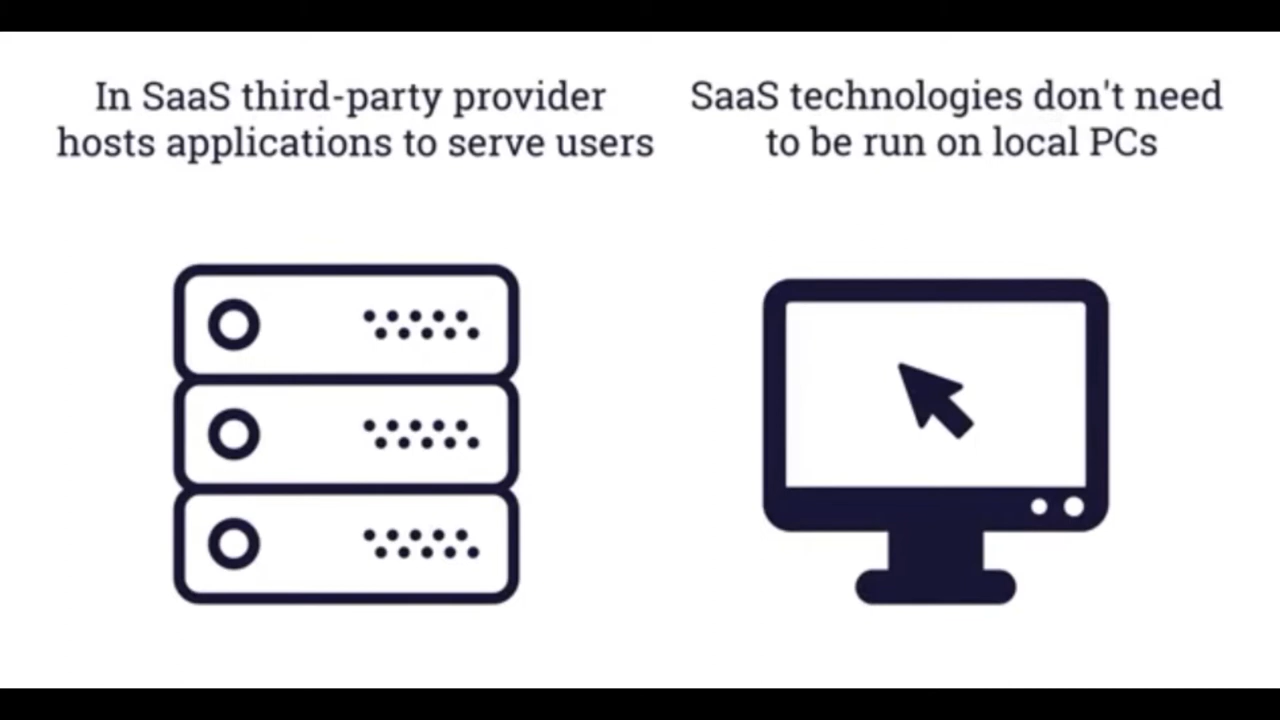 In SaaS third-party provider
hosts applications to serve users
SaaS technologies don't need
to be run on local PCs